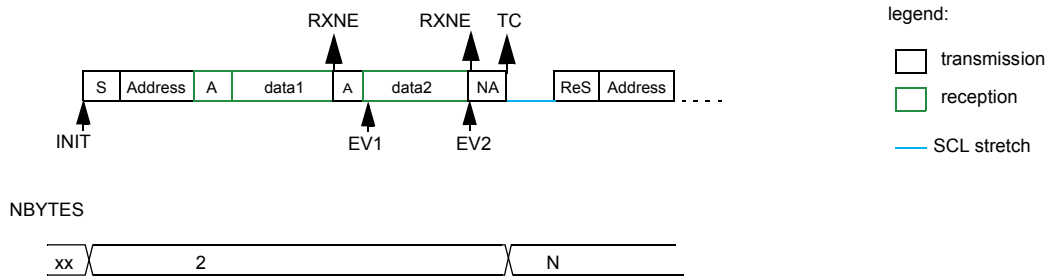 RXNE RXNE TC
legend:
S Address A data1 A data2 NA ReS Address
transmission
reception
INIT EV1 EV2
SCL stretch
NBYTES
xx 2 N